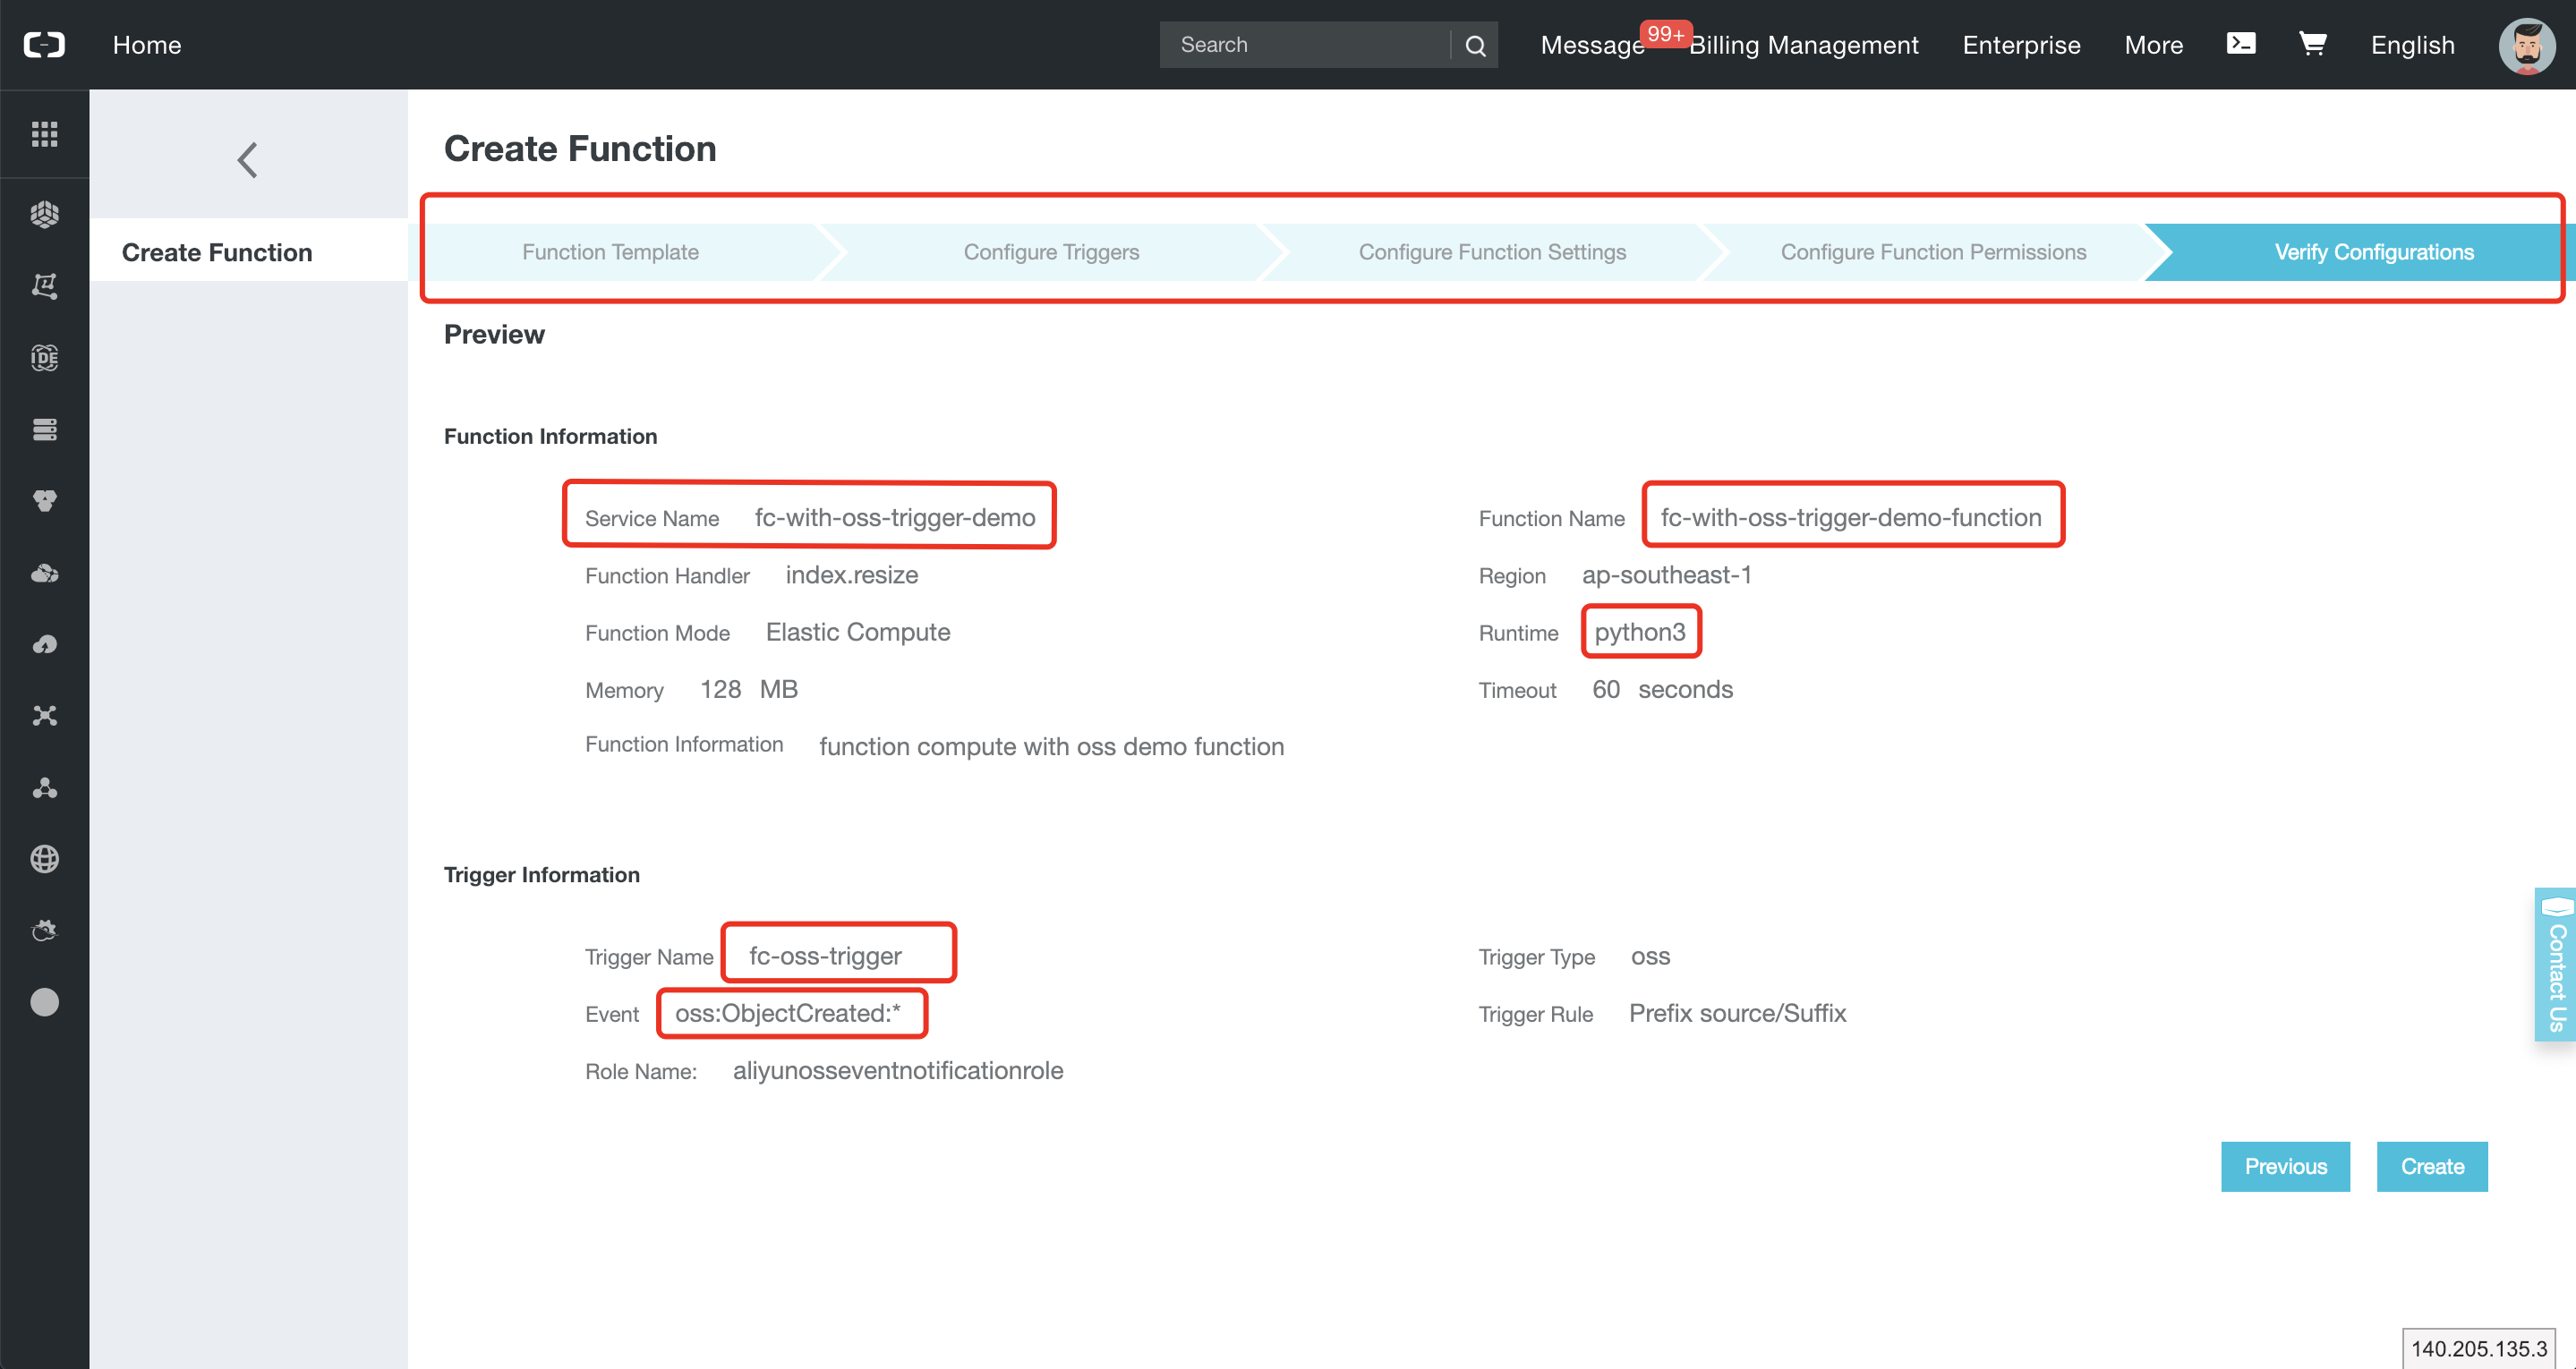 Home
Search
Message 99+ Billing Management Enterprise More English
Create Function
Create Function
Function Template Configure Triggers Configure Function Settings Configure Function Permissions Verify Configurations
Preview
Function Information
Service Name fc-with-oss-trigger-demo Function Name fc-with-oss-trigger-demo-function
Function Handler index.resize Region ap-southeast-1
Function Mode Elastic Compute Runtime python3
Memory 128 MB Timeout 60 seconds
Function Information function compute with oss demo function
Trigger Information
Trigger Name fc-oss-trigger Trigger Type oss
Event oss:ObjectCreated:* Trigger Rule Prefix source/Suffix
Role Name: aliyunosseventnotificationrole
Previous Create
Contact Us
IDE
140.205.135.3